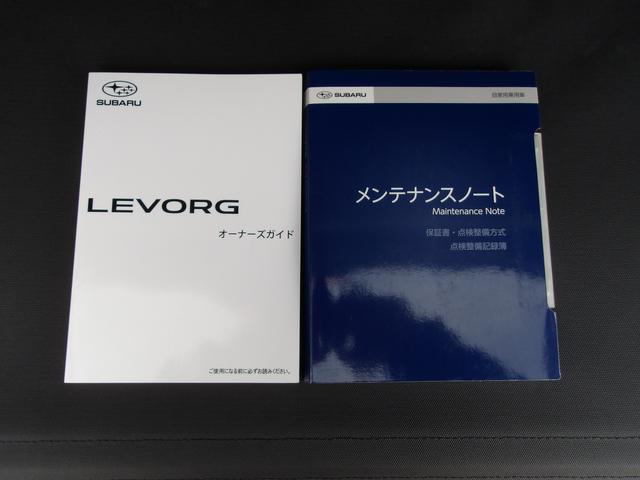 SUBARU
LEVORG
オーナーズガイド
ご使用になる前に必ずお読みください。
SUBARU
自家用乗用車
メンテナンスノート
Maintenance Note
保証書・点検整備方式
点検整備記録簿